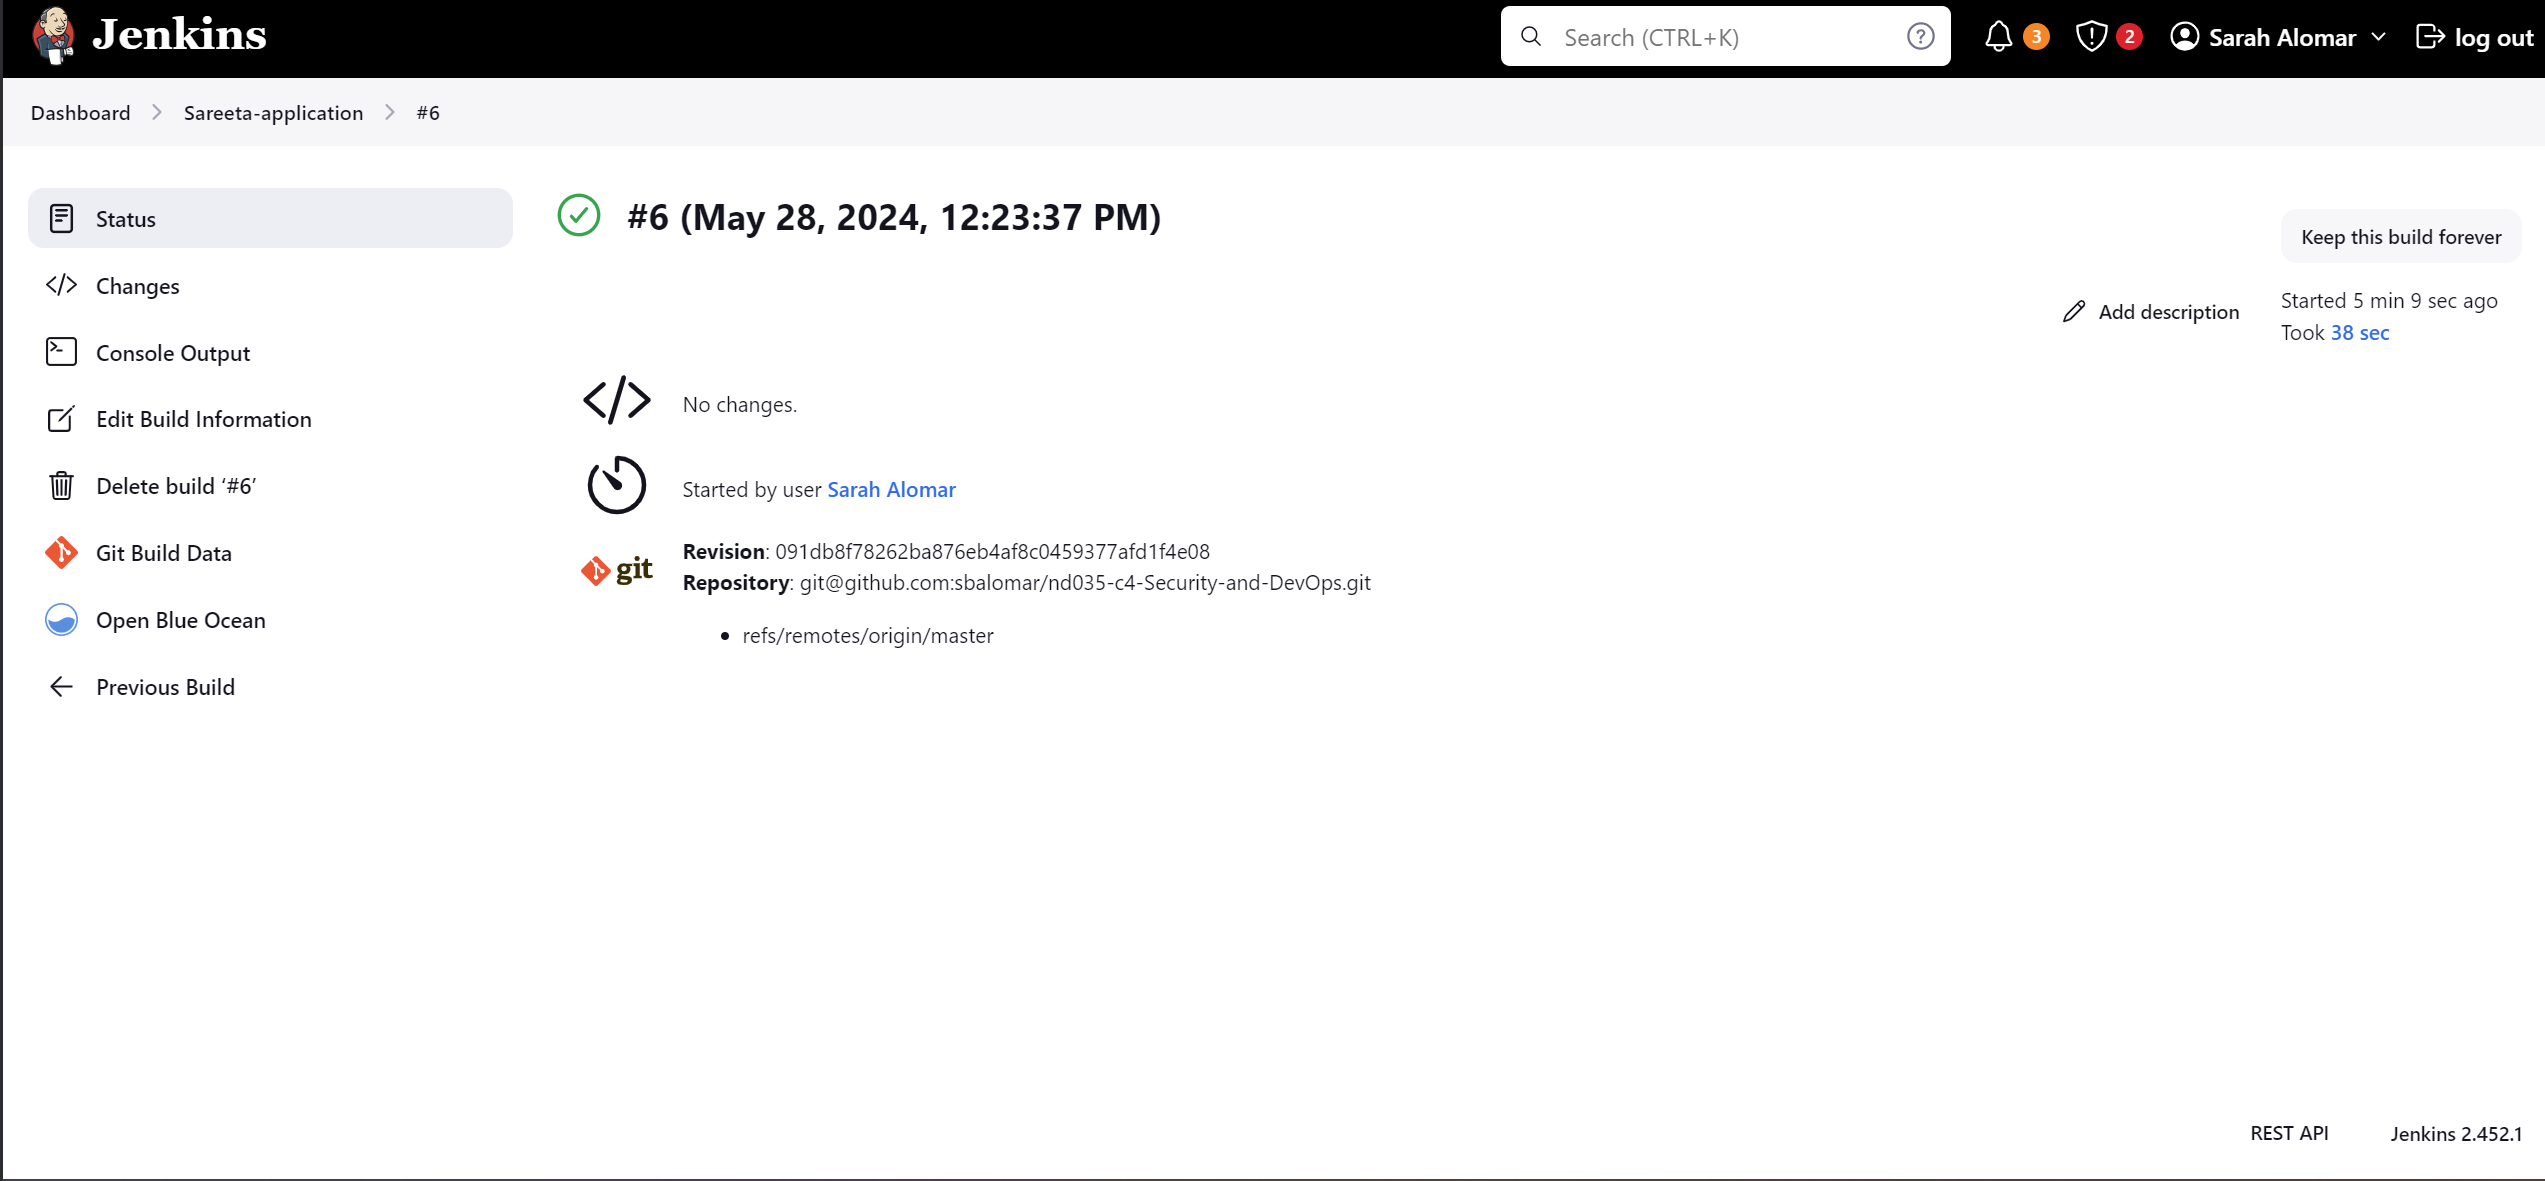 Jenkins
Search (CTRL+K)
3
2
Sarah Alomar
log out
Dashboard
Sareeta-application
#6
Status
Changes
Console Output
Edit Build Information
Delete build ‘#6’
Git Build Data
Open Blue Ocean
Previous Build
#6 (May 28, 2024, 12:23:37 PM)
Keep this build forever
Add description
Started 5 min 9 sec ago
Took 38 sec
No changes.
Started by user Sarah Alomar
git
Revision: 091db8f78262ba876eb4af8c0459377afd1f4e08
Repository: git@github.com:sbalomar/nd035-c4-Security-and-DevOps.git
refs/remotes/origin/master
REST API
Jenkins 2.452.1